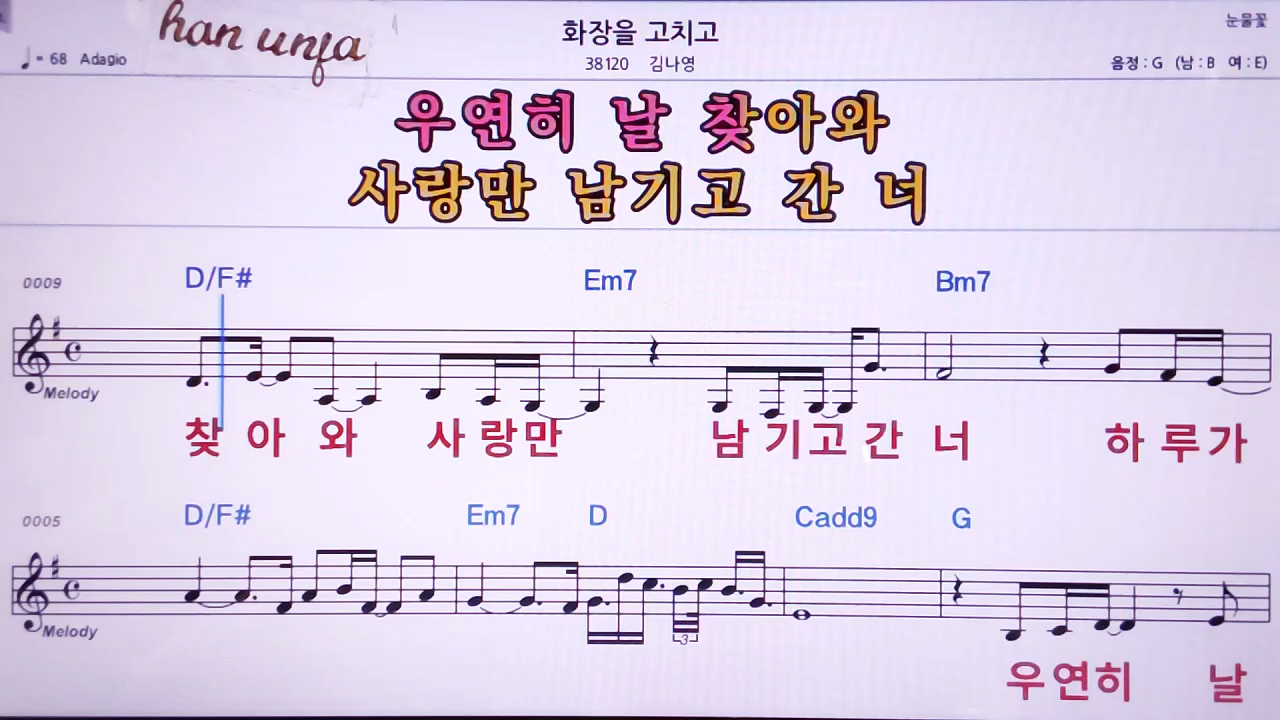 han unja
화장을 고치고
눈물꽃
♩= 68 Adagio
38120 김나영
음정 : G (남 : B 여 : E)
우연히 날 찾아와
사랑만 남기고 간 너
0009
D/F# Em7 Bm7
Melody
찾 아 와 사 랑만 남 기고 간 너 하 루가
0005
D/F# Em7 D Cadd9 G
3
Melody
우연히 날